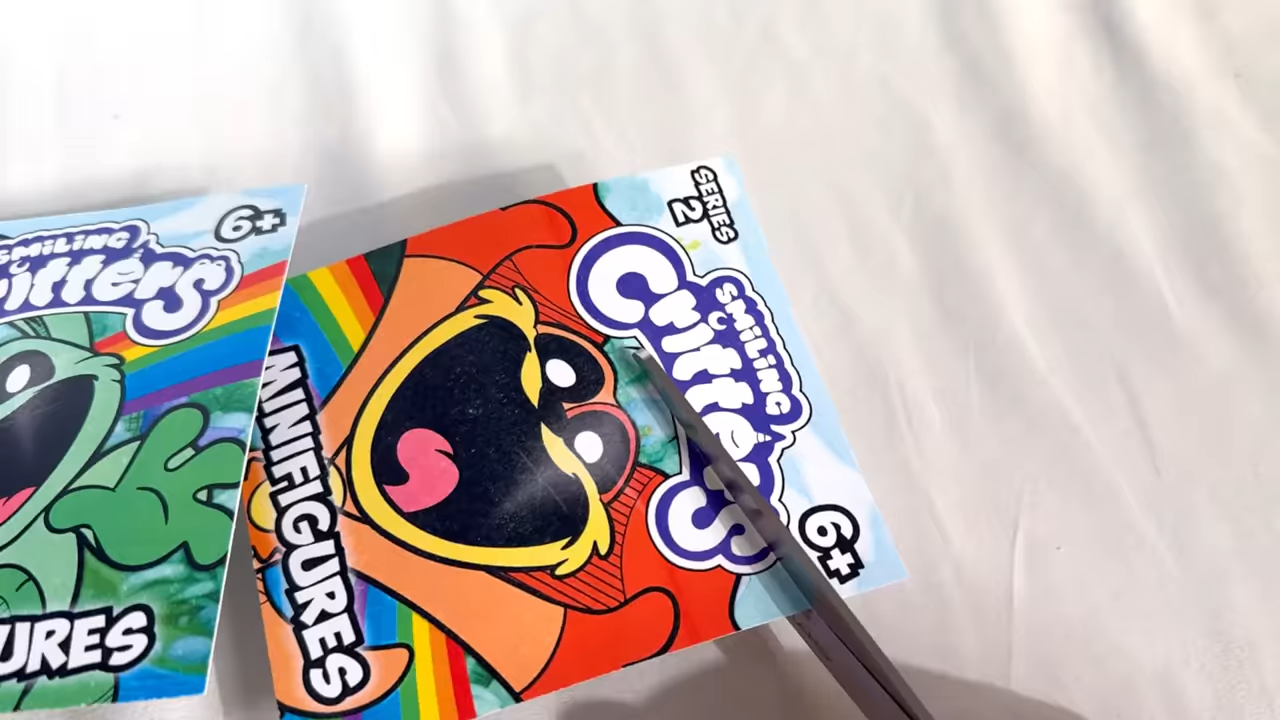 6+
SMiLiNG
ritters
URES
SERIES
2
SMiLiNG
Critters
6+
MINIFIGURES